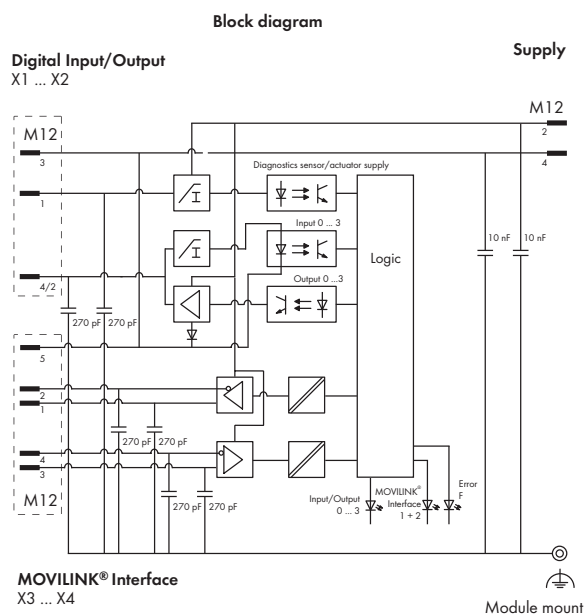 Block diagram
Digital Input/Output
X1 ... X2
Supply
M12
M12
2
3
4
Diagnostics sensor/actuator supply
1
Input 0 ... 3
10 nF
10 nF
Logic
4/2
Output 0 ...3
270 pF
270 pF
5
2
1
270 pF
270 pF
4
3
M12
270 pF
270 pF
Input/Output
0 ... 3
MOVILINK®
Interface
1 + 2
Error
F
MOVILINK® Interface
X3 ... X4
Module mount